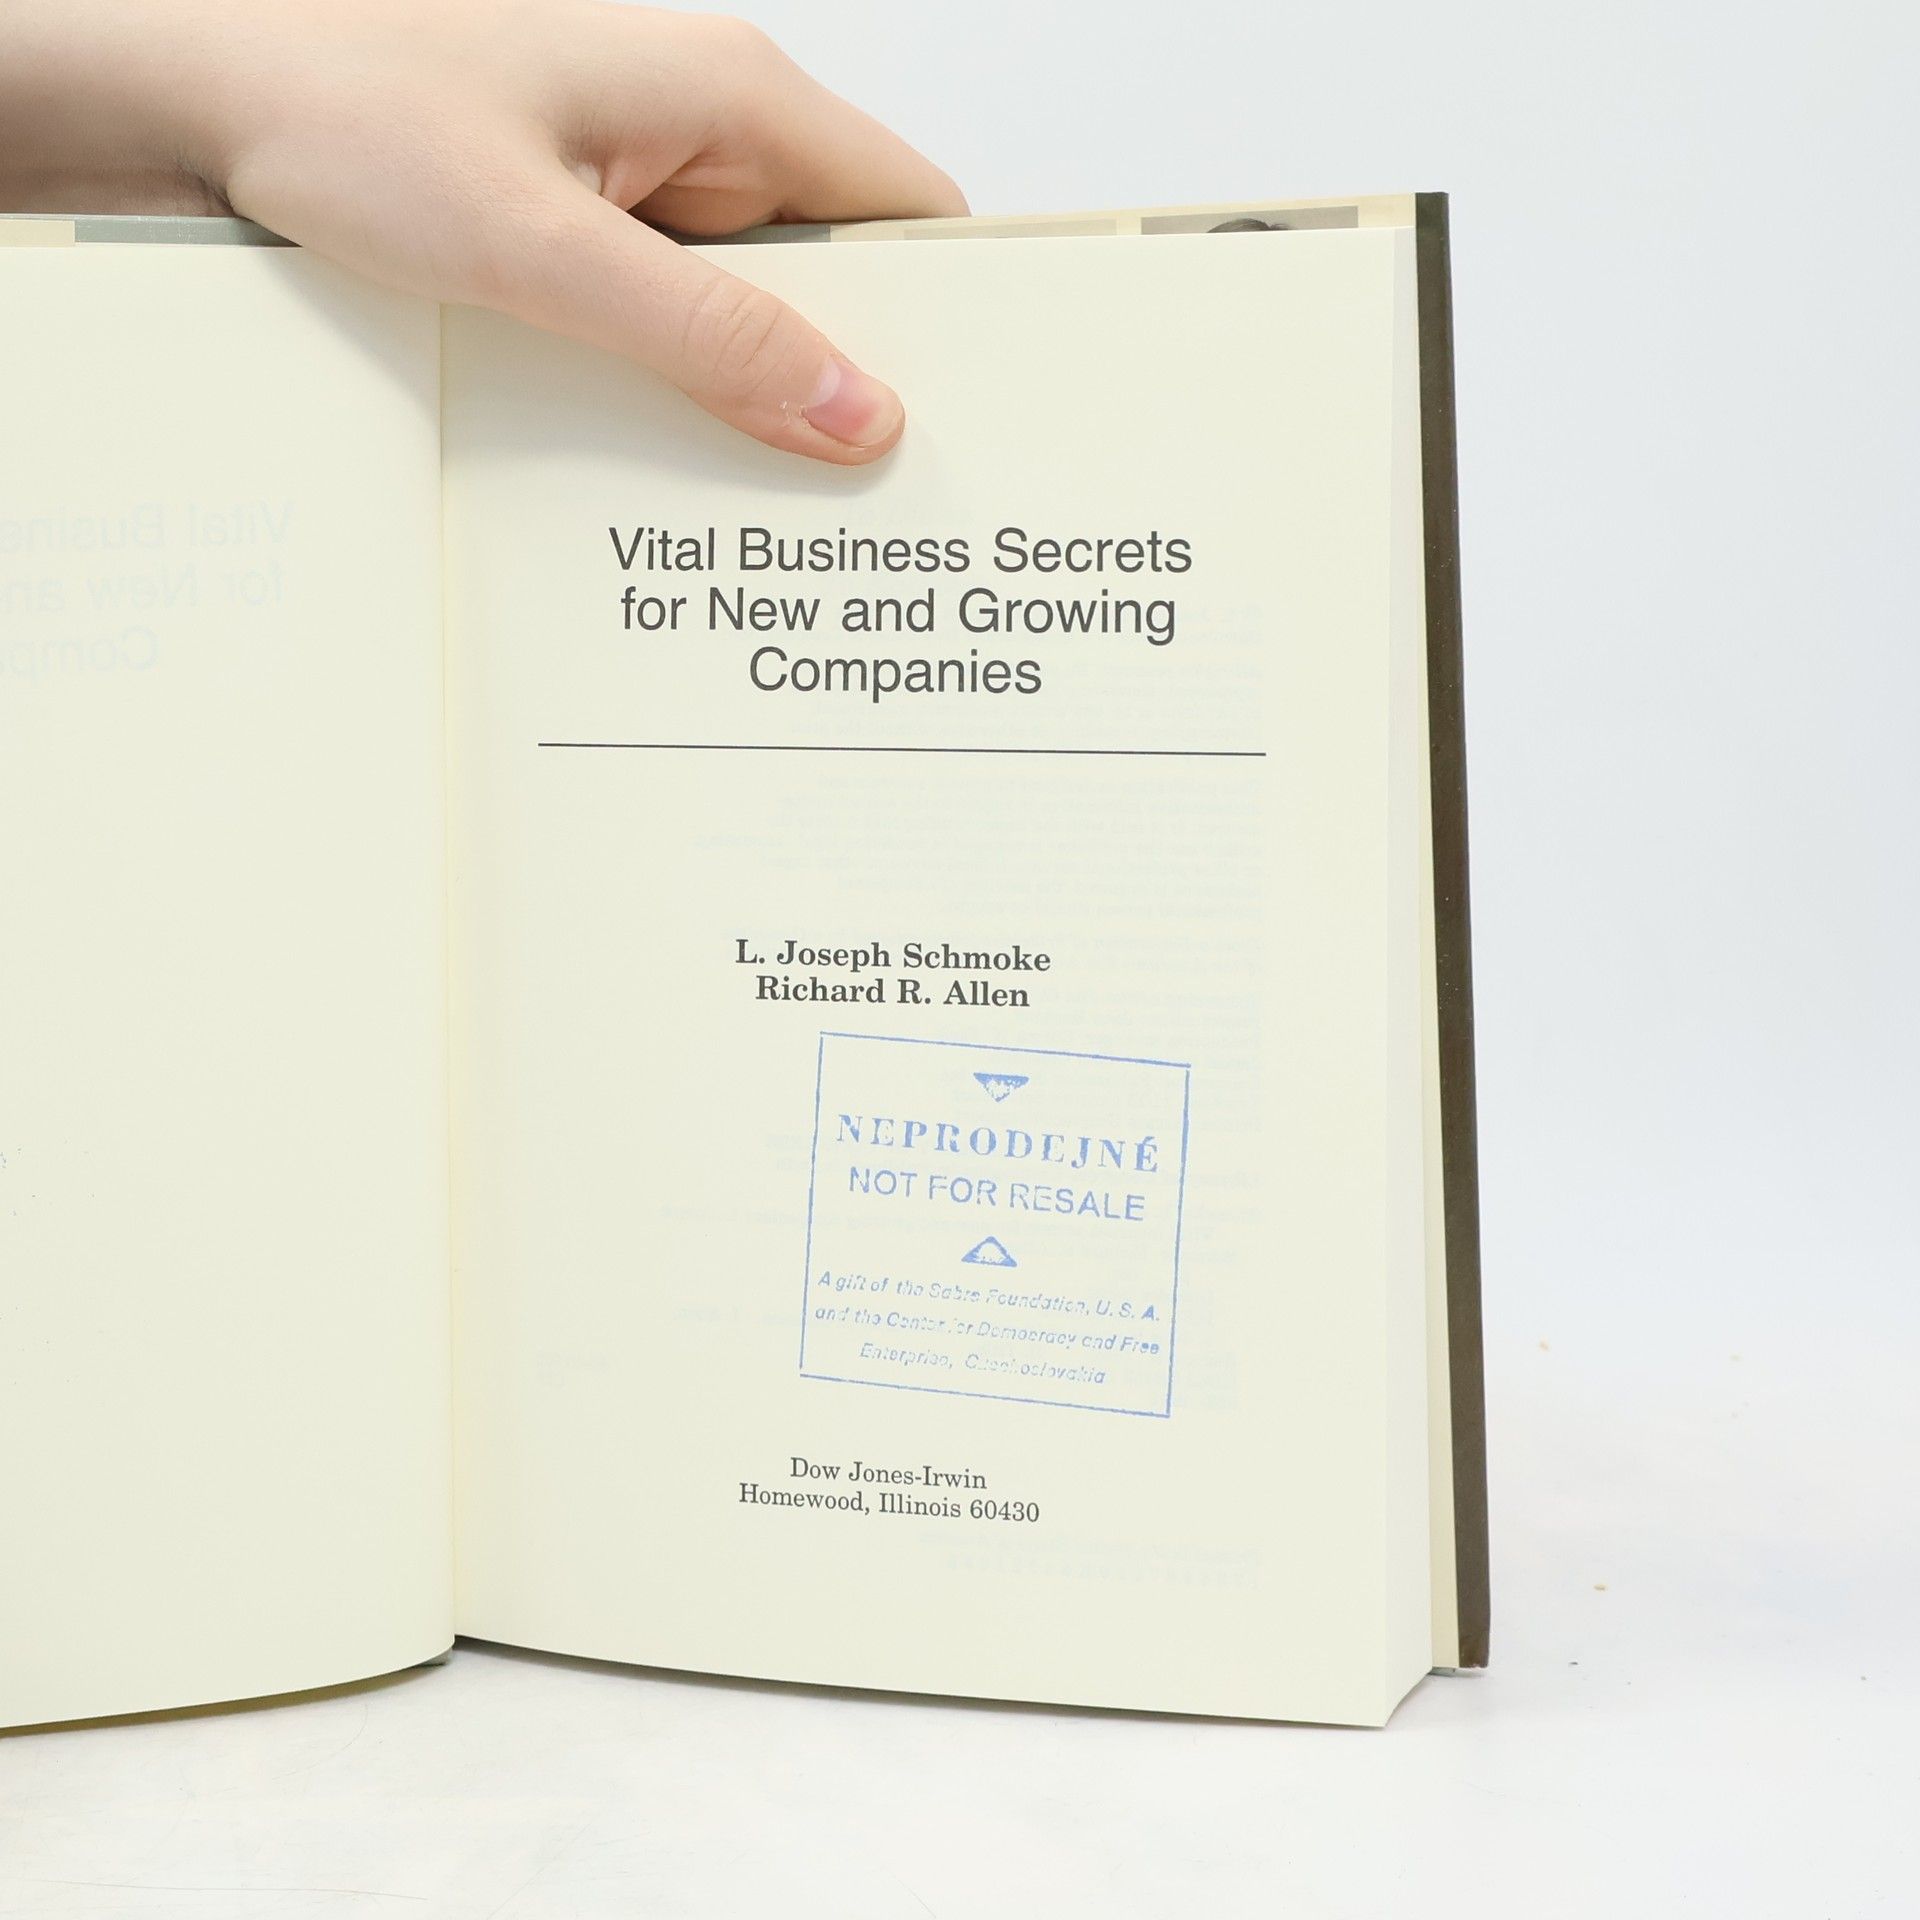 Vital Business Secrets
for New and Growing
Companies
L. Joseph Schmoke
Richard R. Allen
NEPRODEJNÉ
NOT FOR RESALE
A gift of the Sabre Foundation, U. S. A.
and the Center for Democracy and Free
Enterprise, Czechoslovakia
Dow Jones-Irwin
Homewood, Illinois 60430